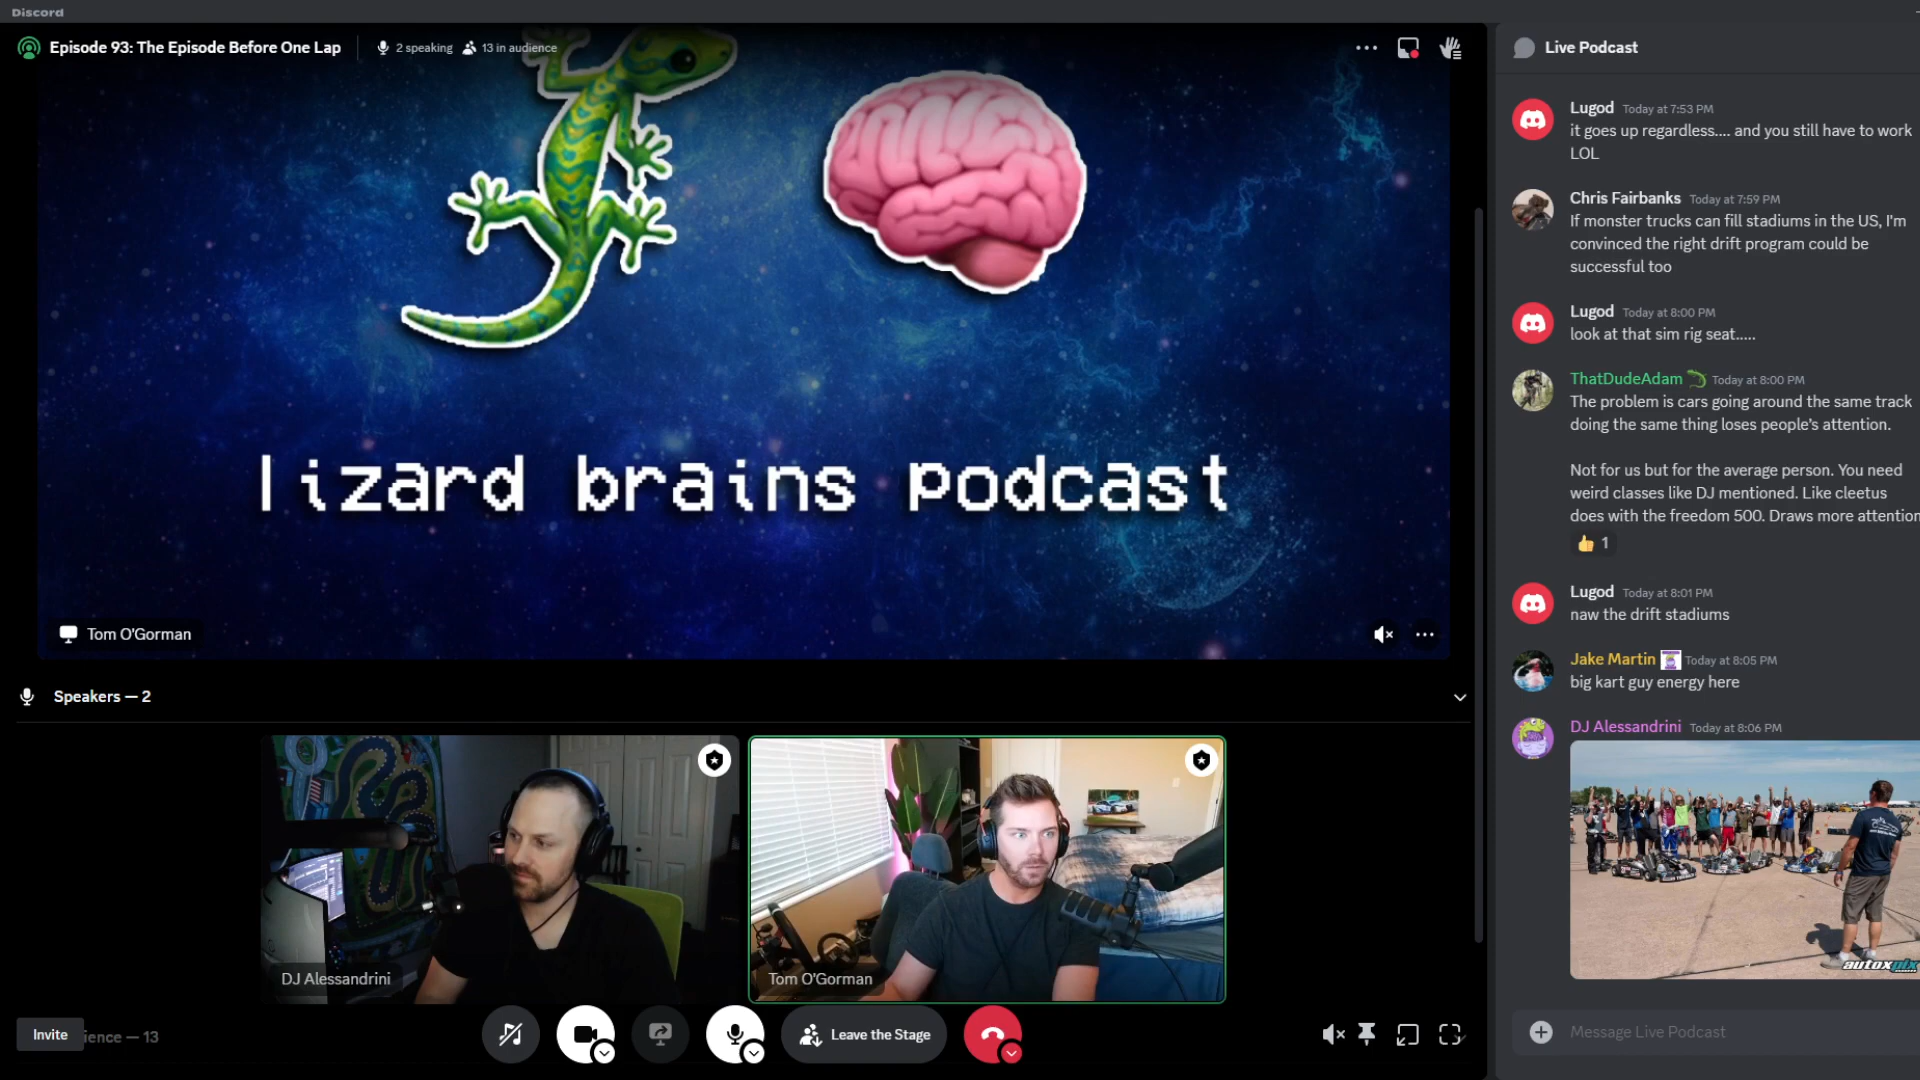 Discord
Episode 93: The Episode Before One Lap
2 speaking
13 in audience
lizard brains podcast
Tom O'Gorman
Speakers — 2
DJ Alessandrini
Tom O'Gorman
Invite
ience — 13
Leave the Stage
Live Podcast
Lugod Today at 7:53 PM
it goes up regardless.... and you still have to work
LOL
Chris Fairbanks Today at 7:59 PM
If monster trucks can fill stadiums in the US, I'm
convinced the right drift program could be
successful too
Lugod Today at 8:00 PM
look at that sim rig seat.....
ThatDudeAdam Today at 8:00 PM
The problem is cars going around the same track
doing the same thing loses people's attention.
Not for us but for the average person. You need
weird classes like DJ mentioned. Like cleetus
does with the freedom 500. Draws more attention
1
Lugod Today at 8:01 PM
naw the drift stadiums
Jake Martin Today at 8:05 PM
big kart guy energy here
DJ Alessandrini Today at 8:06 PM
autoxpix
Message Live Podcast